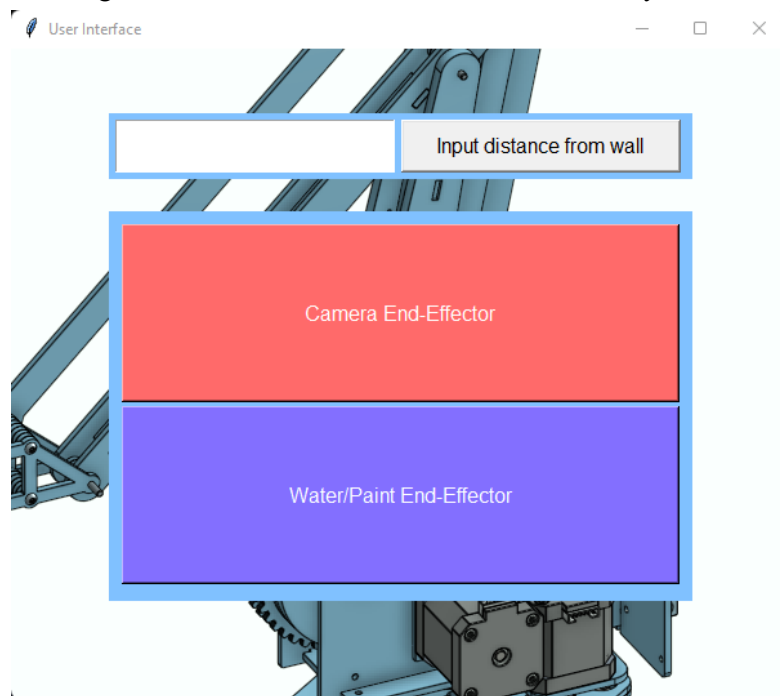 User Interface
Input distance from wall
Camera End-Effector
Water/Paint End-Effector